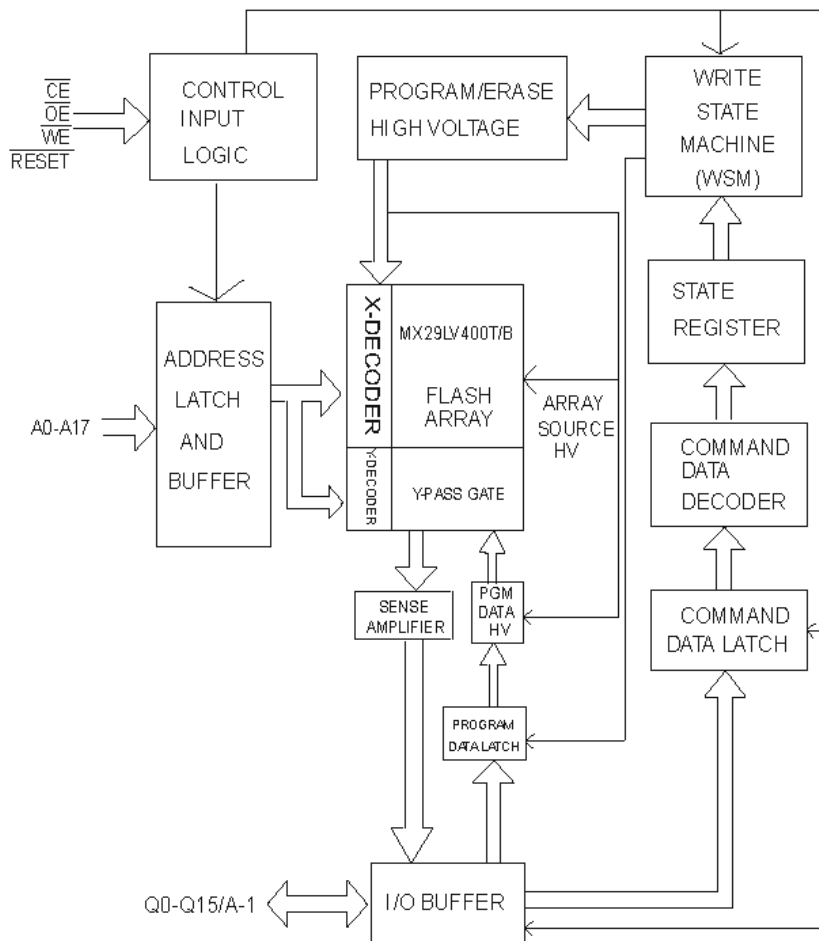 CE
OE
WE
RESET
CONTROL
INPUT
LOGIC
PROGRAM/ERASE
HIGH VOLTAGE
WRITE
STATE
MACHINE
(WSM)
STATE
REGISTER
A0-A17
ADDRESS
LATCH
AND
BUFFER
X-DECODER
MX29LV400T/B
FLASH
ARRAY
ARRAY
SOURCE
HV
Y-DECODER
Y-PASS GATE
COMMAND
DATA
DECODER
SENSE
AMPLIFIER
PGM
DATA
HV
COMMAND
DATA LATCH
PROGRAM
DATA LATCH
Q0-Q15/A-1
I/O BUFFER